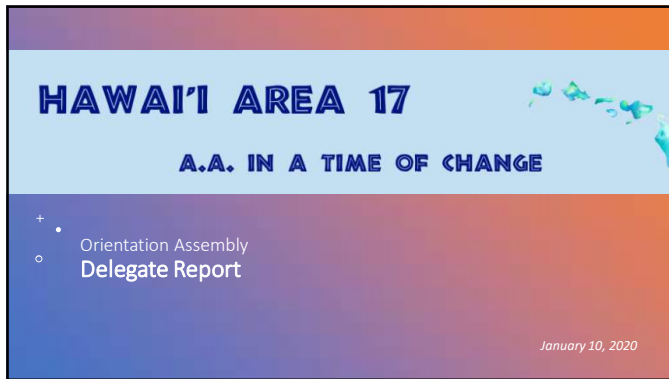 HAWAI'I AREA 17
A.A. IN A TIME OF CHANGE
Orientation Assembly
Delegate Report
January 10, 2020